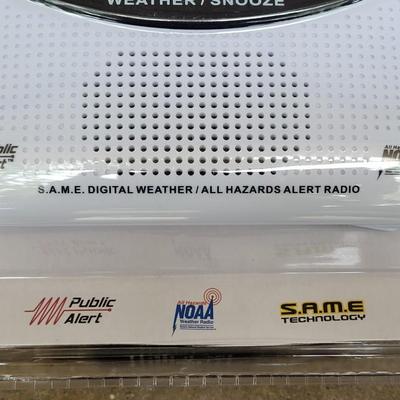 WEATHER / SNOOZE
S.A.M.E. DIGITAL WEATHER / ALL HAZARDS ALERT RADIO
Public
Alert
All Hazards
NOAA
Weather Radio
S.A.M.E
TECHNOLOGY